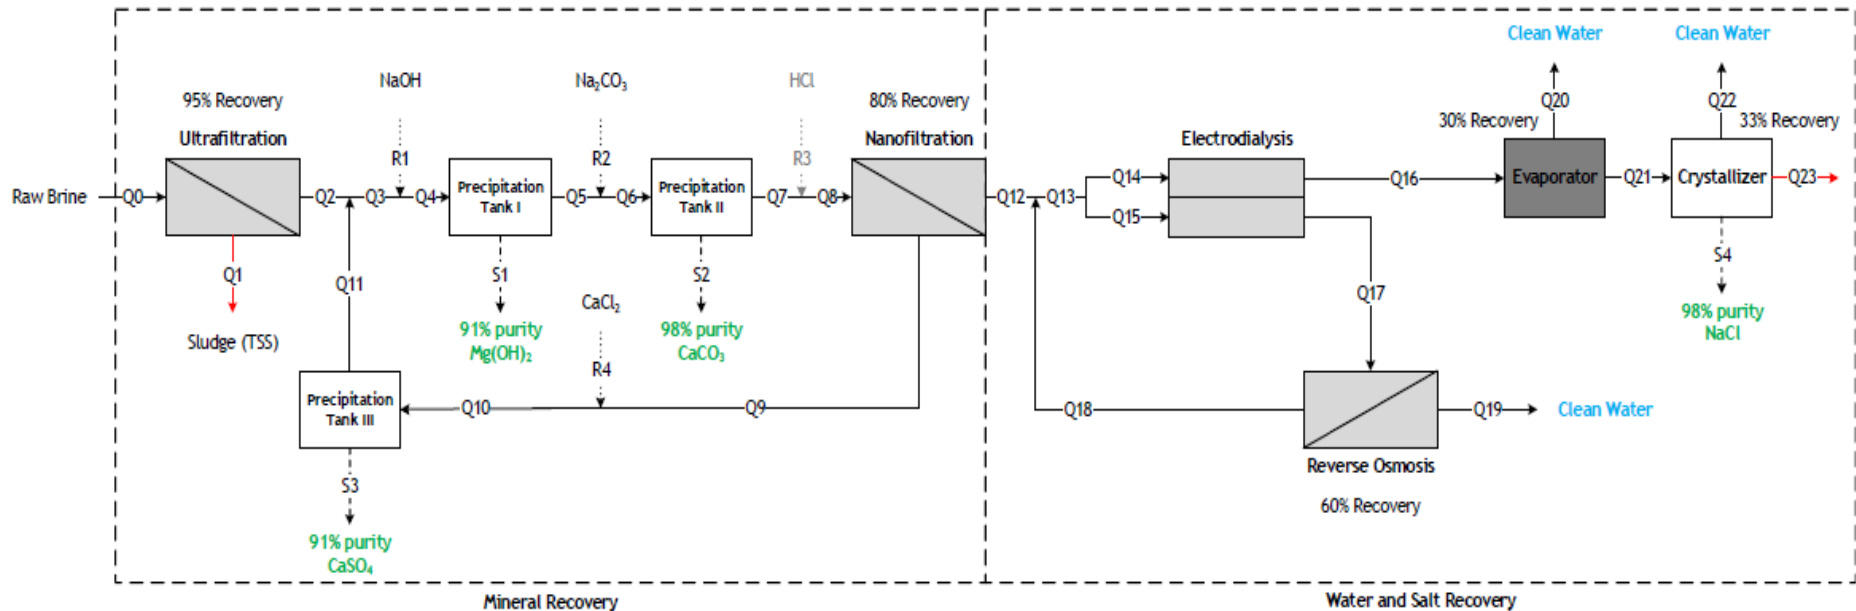 Clean Water
Clean Water
NaOH
Na₂CO₃
HCl
95% Recovery
80% Recovery
Q20
Q22
30% Recovery
33% Recovery
Ultrafiltration
Nanofiltration
Electrodialysis
R1
R2
R3
Raw Brine
Q0
Q2
Q3
Q4
Precipitation
Tank I
Q5
Q6
Precipitation
Tank II
Q7
Q8
Q12
Q13
Q14
Q15
Q16
Evaporator
Q21
Crystallizer
Q23
Q1
Sludge (TSS)
Q11
S1
91% purity
Mg(OH)₂
CaCl₂
S2
98% purity
CaCO₃
R4
Q17
S4
98% purity
NaCl
Precipitation
Tank III
Q10
Q9
Q18
Q19
Clean Water
Reverse Osmosis
60% Recovery
S3
91% purity
CaSO₄
Mineral Recovery
Water and Salt Recovery